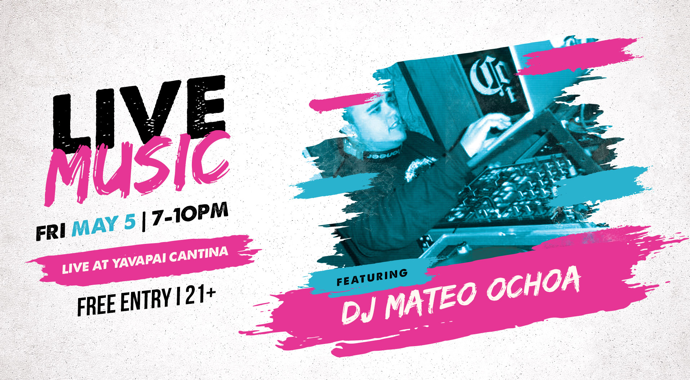 LIVE
MUSIC
FRI MAY 5 | 7-10PM
LIVE AT YAVAPAI CANTINA
FREE ENTRY | 21+
FEATURING
DJ MATEO OCHOA